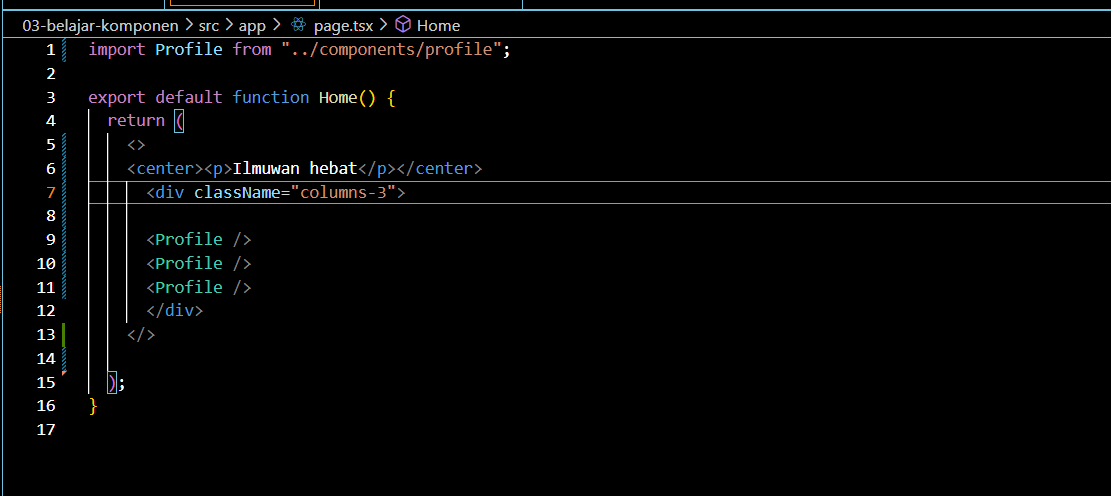 03-belajar-komponen > src > app > page.tsx > Home
1 import Profile from "../components/profile";
2
3 export default function Home() {
4 return (
5 <>
6 <center><p>Ilmuwan hebat</p></center>
7 <div className="columns-3">
8
9 <Profile />
10 <Profile />
11 <Profile />
12 </div>
13 </>
14
15 );
16 }
17